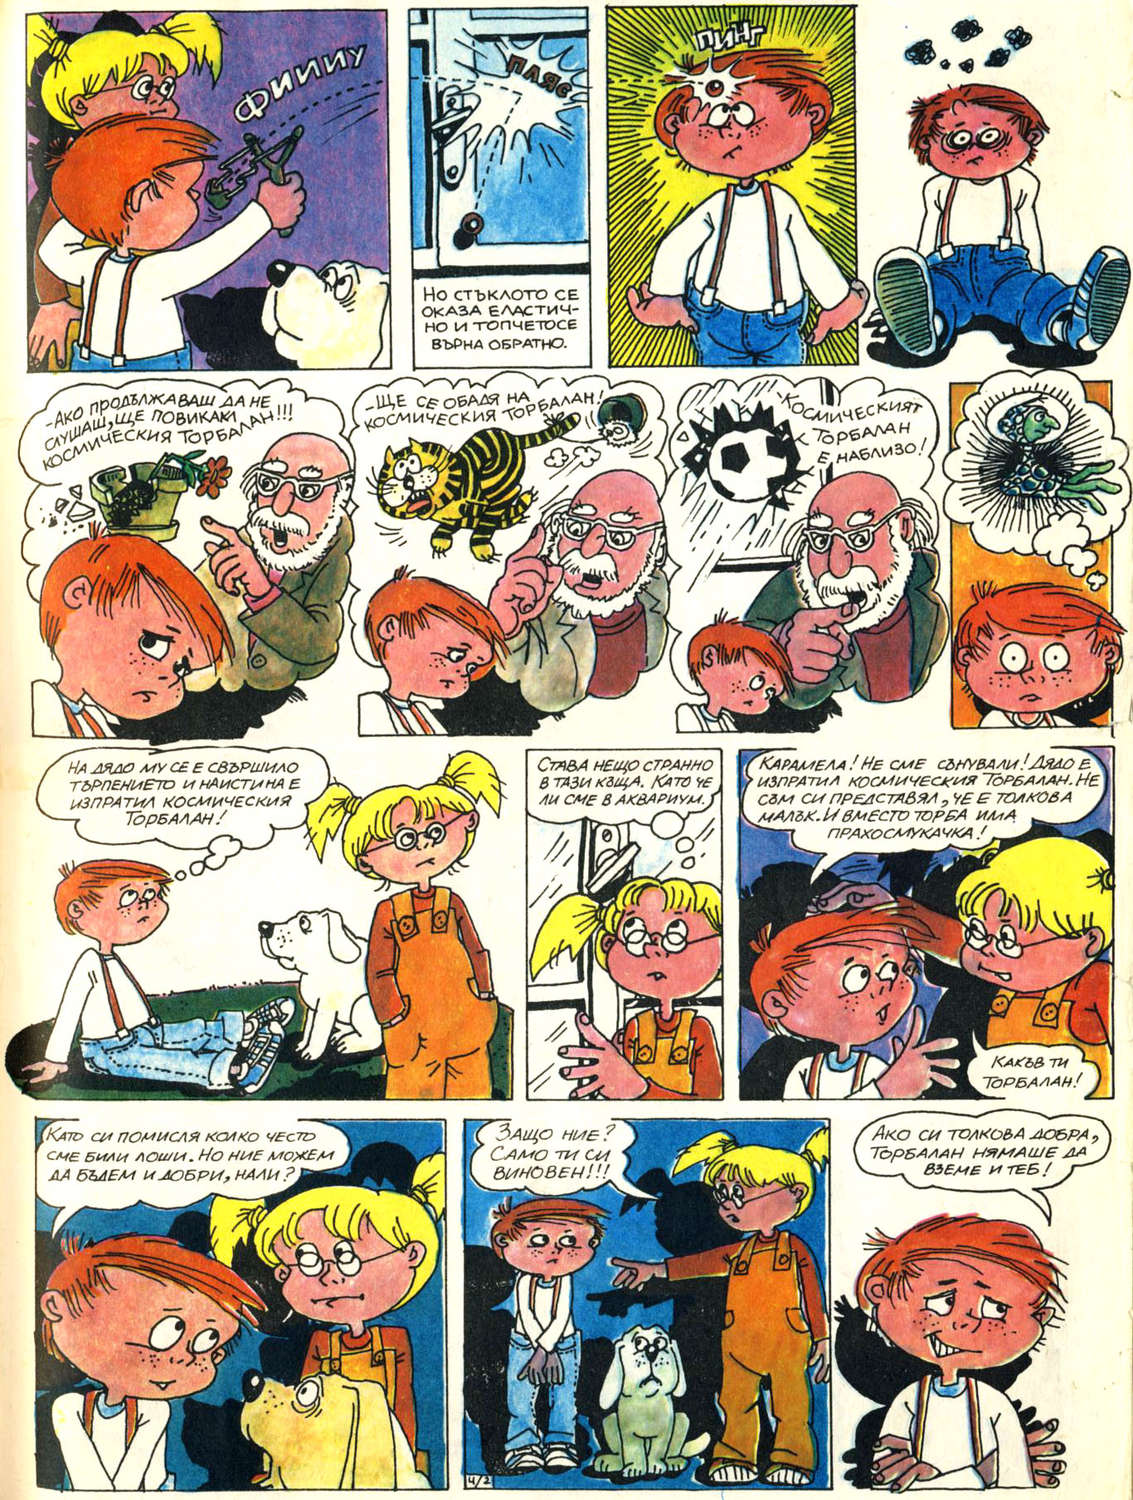 ФИИИИУ
ПЛЯС
НО СТЪКЛОТО СЕ
ОКАЗА ЕЛАСТИЧ-
НО И ТОПЧЕТОСЕ
ВЪРНА ОБРАТНО.
ПИНГ
-АКО ПРОДЪЛЖАВАШ ДА НЕ
СЛУШАШ, ЩЕ ПОВИКАМ
КОСМИЧЕСКИЯ ТОРБАЛАН!!!
-ЩЕ СЕ ОБАДЯ НА
КОСМИЧЕСКИЯ ТОРБАЛАН!
-КОСМИЧЕСКИЯТ
ТОРБАЛАН
Е НАБЛИЗО!
НА ДЯДО МУ СЕ Е СВЪРШИЛО
ТЪРПЕНИЕТО И НАИСТИНА Е
ИЗПРАТИЛ КОСМИЧЕСКИЯ
ТОРБАЛАН!
СТАВА НЕЩО СТРАННО
В ТАЗИ КЪЩА. КАТО ЧЕ
ЛИ СМЕ В АКВАРИУМ.
КАРАМЕЛА! НЕ СМЕ СЪНУВАЛИ! ДЯДО Е
ИЗПРАТИЛ КОСМИЧЕСКИЯ ТОРБАЛАН. НЕ
СЪМ СИ ПРЕДСТАВЯЛ, ЧЕ Е ТОЛКОВА
МАЛЪК. И ВМЕСТО ТОРБА ИМА
ПРАХОСМУКАЧКА!
КАКЪВ ТИ
ТОРБАЛАН!
КАТО СИ ПОМИСЛЯ КОЛКО ЧЕСТО
СМЕ БИЛИ ЛОШИ. НО НИЕ МОЖЕМ
ДА БЪДЕМ И ДОБРИ, НАЛИ?
ЗАЩО НИЕ?
САМО ТИ СИ
ВИНОВЕН!!!
4/2
АКО СИ ТОЛКОВА ДОБРА,
ТОРБАЛАН НЯМАШЕ ДА
ВЗЕМЕ И ТЕБ!